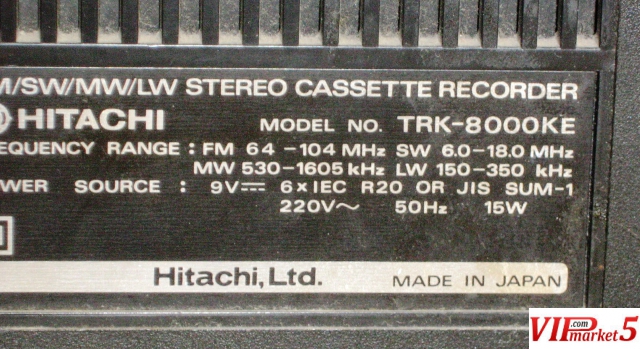 M/SW/MW/LW STEREO CASSETTE RECORDER
HITACHI MODEL NO. TRK-8000KE
EQUENCY RANGE : FM 64 – 104 MHz SW 6.0 – 18.0 MHz
MW 530 – 1605 kHz LW 150 – 350 kHz
WER SOURCE : 9V⎓ 6 × IEC R20 OR JIS SUM-1
220V～ 50Hz 15W
Hitachi, Ltd. MADE IN JAPAN
VIP.com
market5